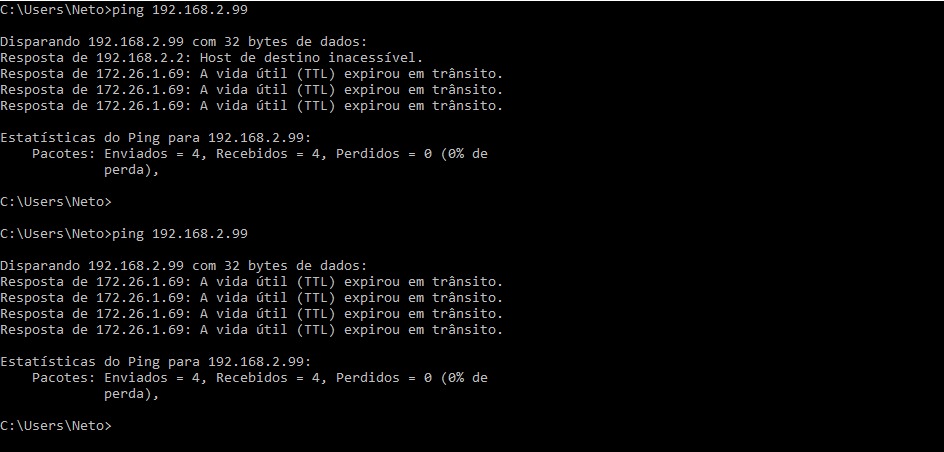 C:\Users\Neto>ping 192.168.2.99
Disparando 192.168.2.99 com 32 bytes de dados:
Resposta de 192.168.2.2: Host de destino inacessível.
Resposta de 172.26.1.69: A vida útil (TTL) expirou em trânsito.
Resposta de 172.26.1.69: A vida útil (TTL) expirou em trânsito.
Resposta de 172.26.1.69: A vida útil (TTL) expirou em trânsito.
Estatísticas do Ping para 192.168.2.99:
Pacotes: Enviados = 4, Recebidos = 4, Perdidos = 0 (0% de
perda),
C:\Users\Neto>
C:\Users\Neto>ping 192.168.2.99
Disparando 192.168.2.99 com 32 bytes de dados:
Resposta de 172.26.1.69: A vida útil (TTL) expirou em trânsito.
Resposta de 172.26.1.69: A vida útil (TTL) expirou em trânsito.
Resposta de 172.26.1.69: A vida útil (TTL) expirou em trânsito.
Resposta de 172.26.1.69: A vida útil (TTL) expirou em trânsito.
Estatísticas do Ping para 192.168.2.99:
Pacotes: Enviados = 4, Recebidos = 4, Perdidos = 0 (0% de
perda),
C:\Users\Neto>